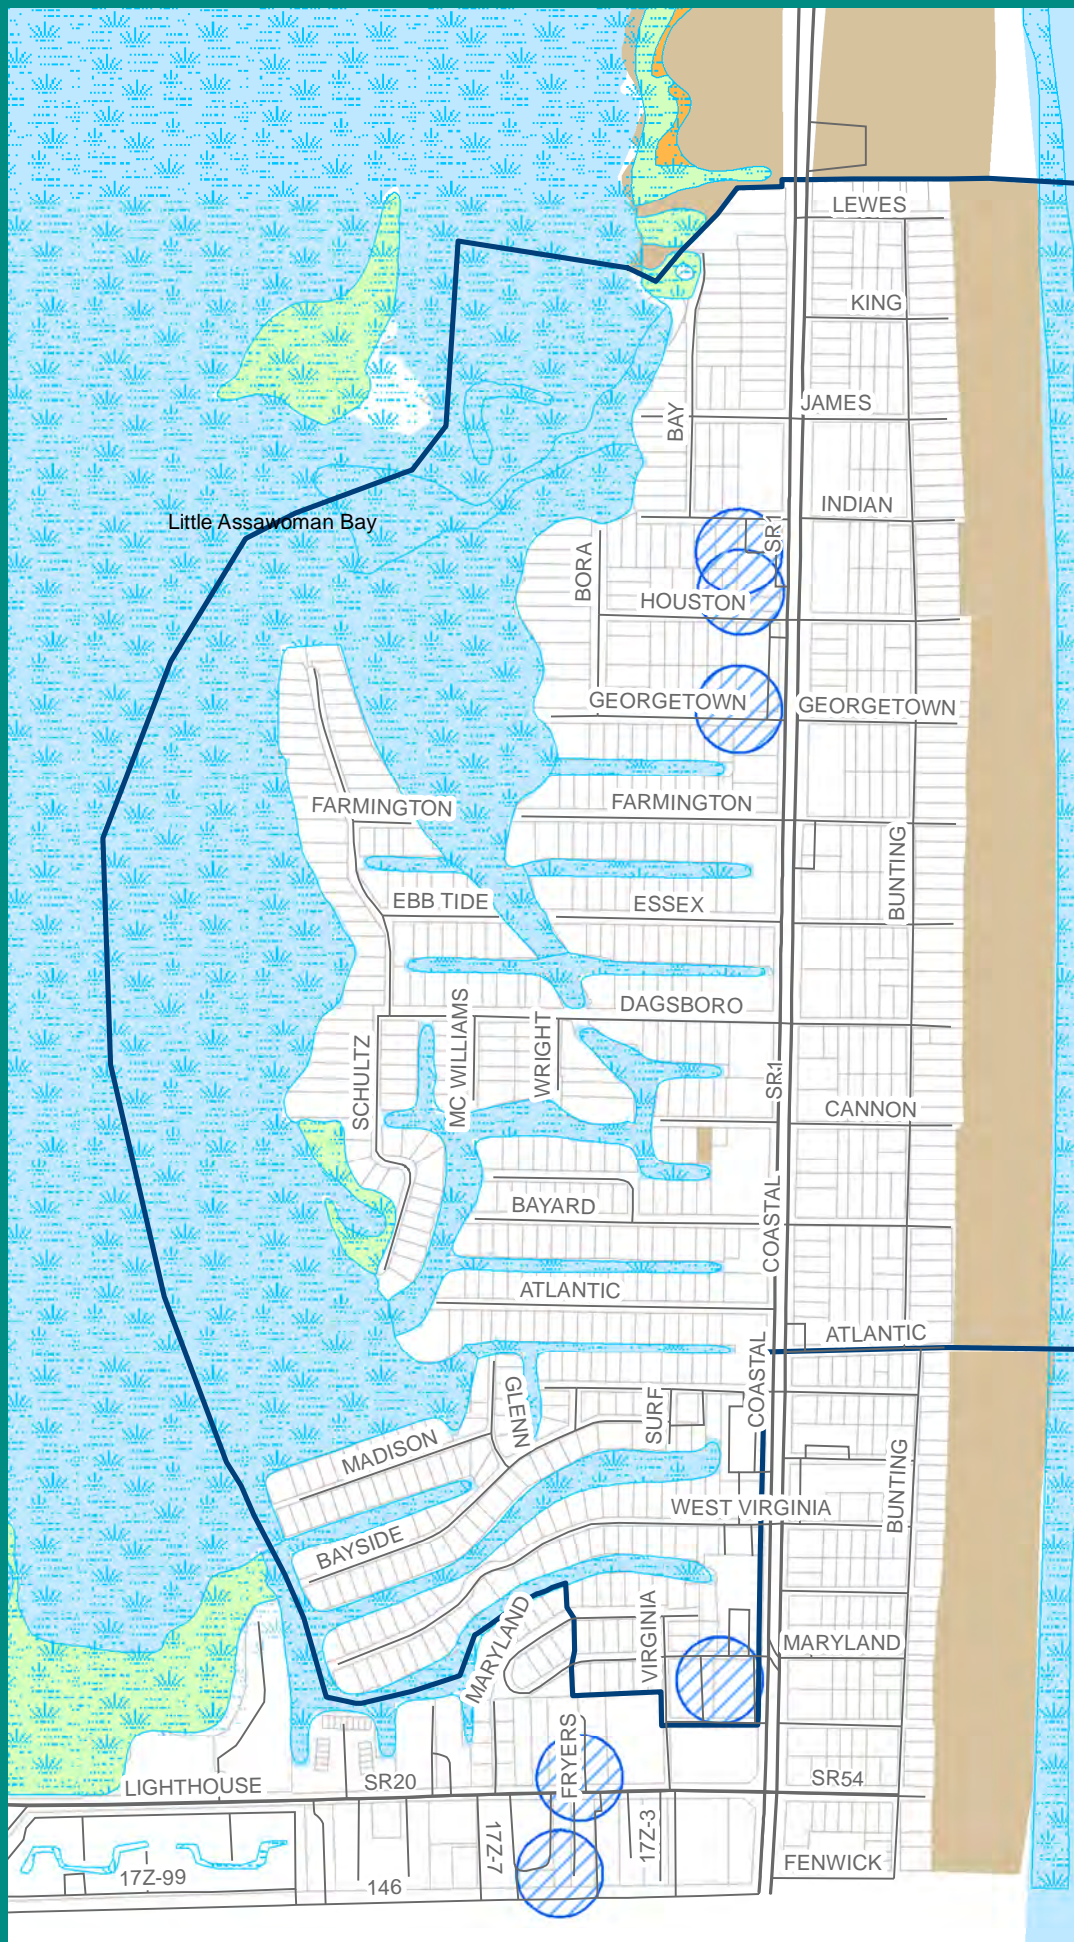 LEWES
KING
JAMES
BAY
INDIAN
Little Assawoman Bay
SR1
BORA
HOUSTON
GEORGETOWN
GEORGETOWN
FARMINGTON
FARMINGTON
BUNTING
EBB TIDE
ESSEX
DAGSBORO
MC WILLIAMS
WRIGHT
SCHULTZ
SR1
CANNON
BAYARD
COASTAL
ATLANTIC
ATLANTIC
COASTAL
GLENN
SURF
MADISON
BUNTING
WEST VIRGINIA
BAYSIDE
MARYLAND
VIRGINIA
MARYLAND
FRYERS
LIGHTHOUSE
SR20
SR54
17Z-7
17Z-3
FENWICK
17Z-99
146